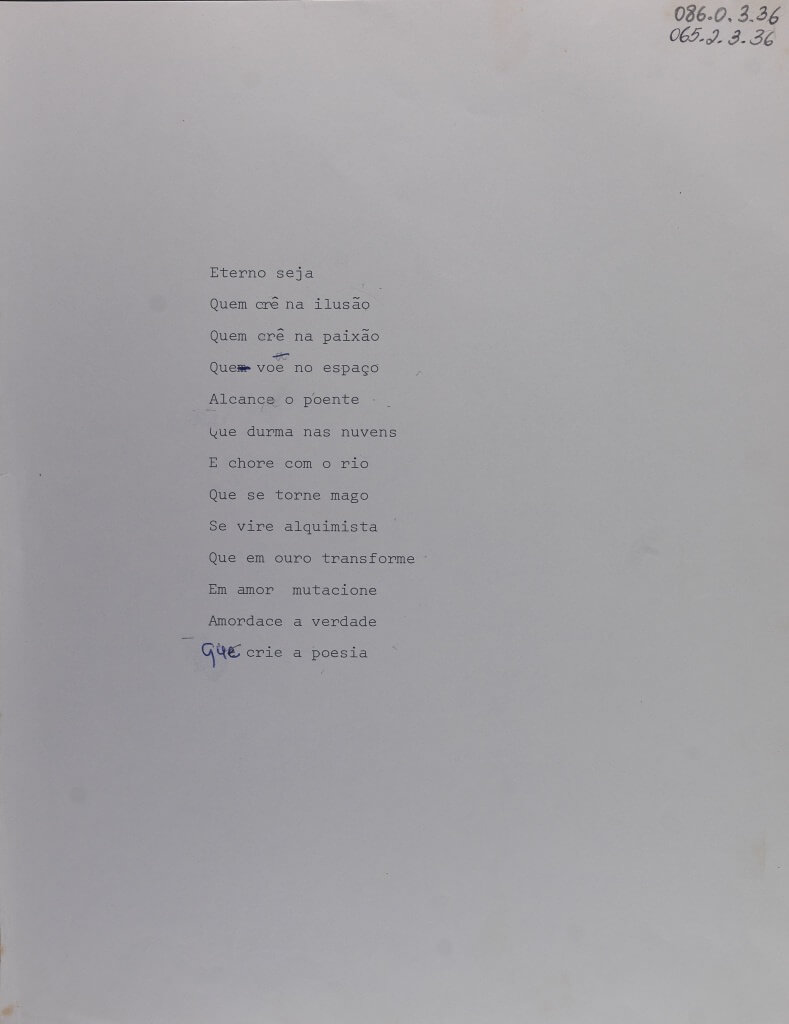 086.0.3.36
065.2.3.36
Eterno seja
Quem crê na ilusão
Quem crê na paixão
Que voe no espaço
Alcance o poente
Que durma nas nuvens
E chore com o rio
Que se torne mago
Se vire alquimista
Que em ouro transforme
Em amor mutacione
Amordace a verdade
Que crie a poesia